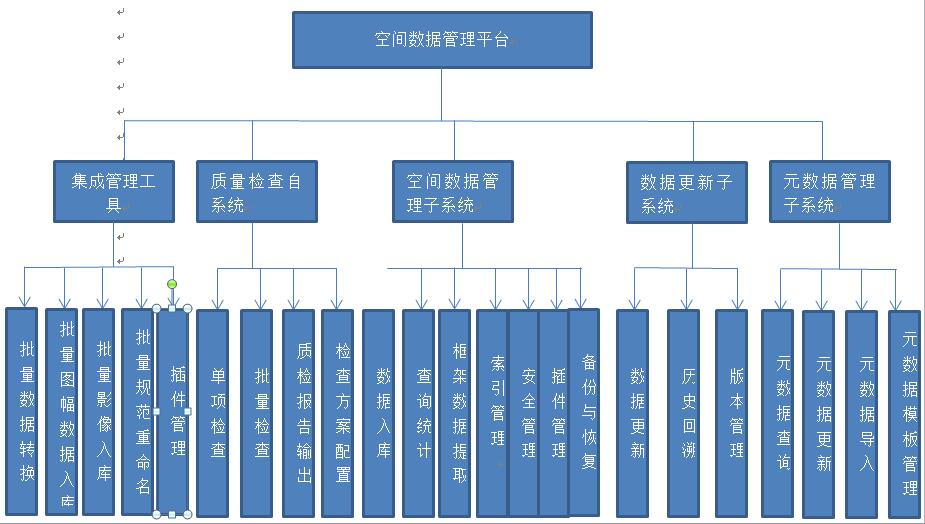 空间数据管理平台
集成管理工
具
质量检查自
系统
空间数据管
理子系统
数据更新子
系统
元数据管理
子系统
批量数据转换
批量图幅数据入库
批量影像入库
批量规范重命名
插件管理
单项检查
批量检查
质检报告输出
检查方案配置
数据入库
查询统计
框架数据提取
索引管理
安全管理
插件管理
备份与恢复
数据更新
历史回溯
版本管理
元数据查询
元数据更新
元数据导入
元数据模板管理